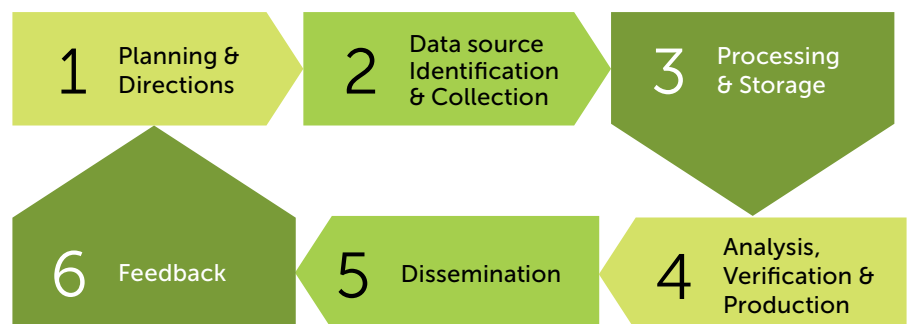 1
Planning &
Directions
2
Data source
Identification
& Collection
3
Processing
& Storage
4
Analysis,
Verification &
Production
5
Dissemination
6
Feedback